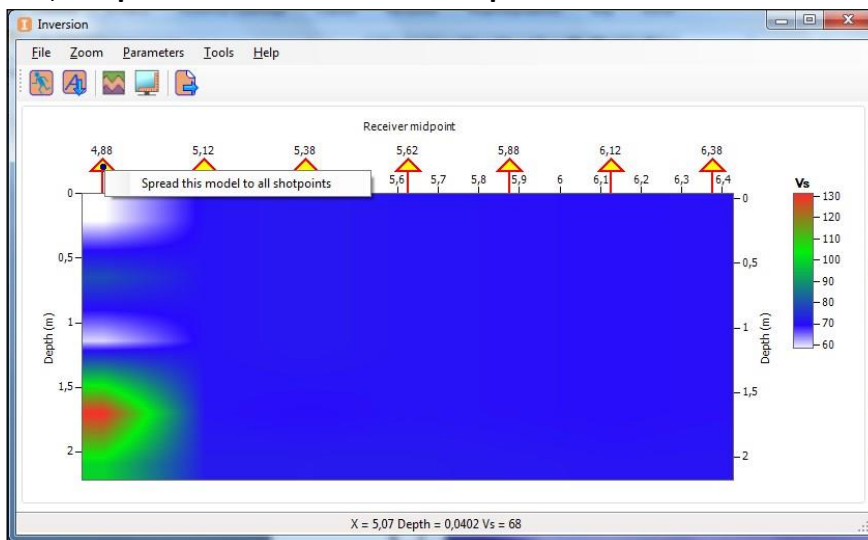 Inversion
File Zoom Parameters Tools Help
Receiver midpoint
4,88 5,12 5,38 5,62 5,88 6,12 6,38
Spread this model to all shotpoints
5,6 5,7 5,8 5,9 6 6,1 6,2 6,3 6,4
Vs
0 0
0,5 0,5
1 1
1,5 1,5
2 2
Depth (m)
Depth (m)
130
120
110
100
90
80
70
60
X = 5,07 Depth = 0,0402 Vs = 68